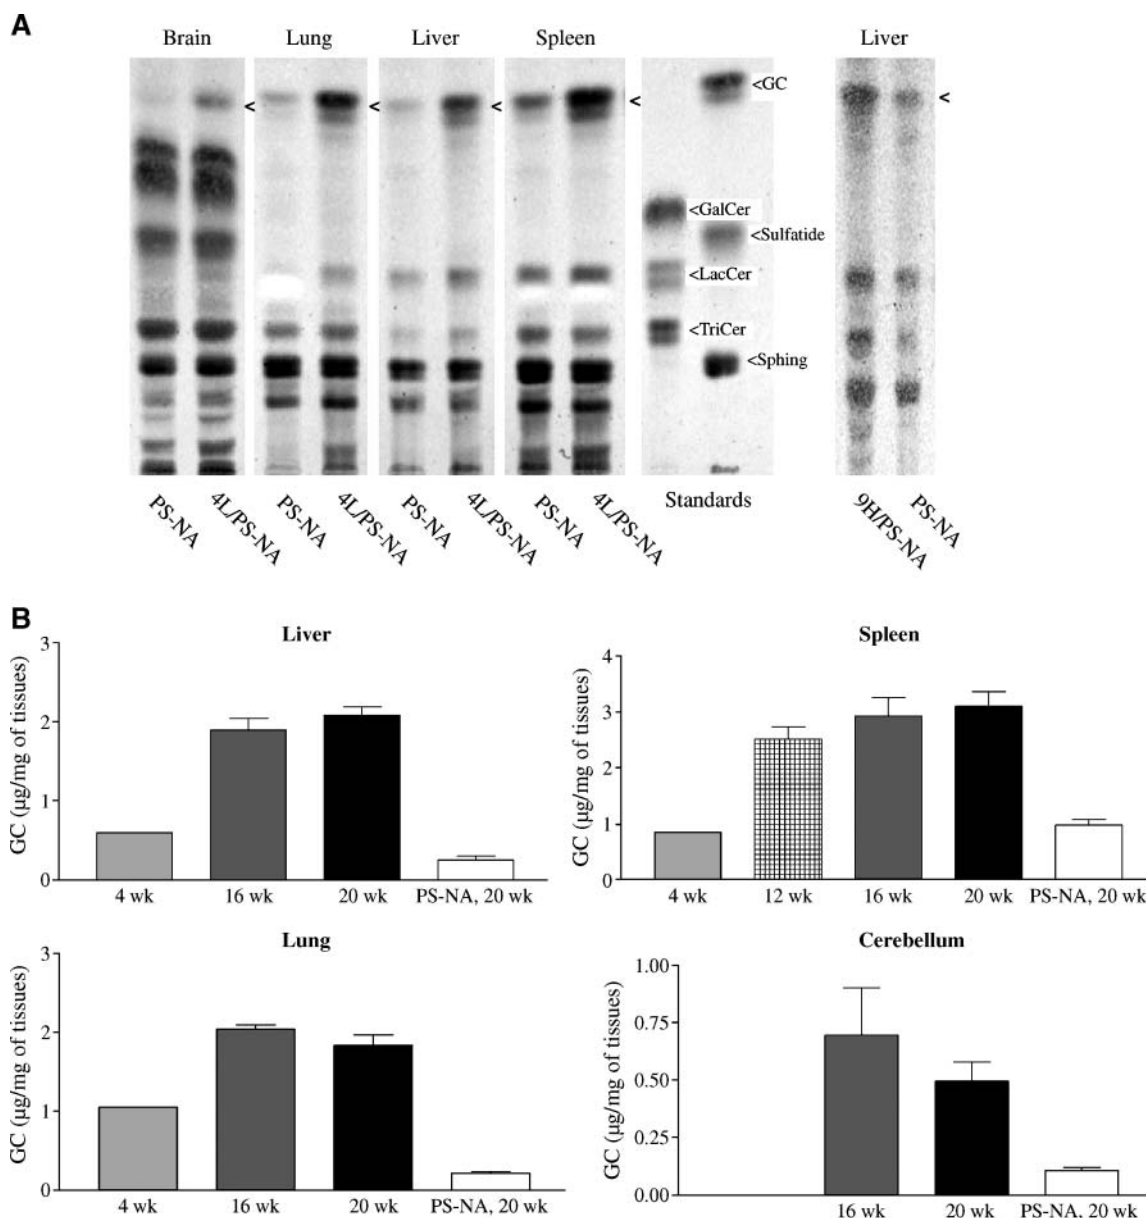 A
Brain Lung Liver Spleen Liver
<GC
<
<
<
<
<
<GalCer
<Sulfatide
<LacCer
<TriCer
<Sphing
PS-NA 4L/PS-NA PS-NA 4L/PS-NA PS-NA 4L/PS-NA PS-NA 4L/PS-NA Standards 9H/PS-NA PS-NA
B
Liver
GC (µg/mg of tissues)
3
2
1
0
4 wk 16 wk 20 wk PS-NA, 20 wk
Spleen
GC (µg/mg of tissues)
4
3
2
1
0
4 wk 12 wk 16 wk 20 wk PS-NA, 20 wk
Lung
GC (µg/mg of tissues)
3
2
1
0
4 wk 16 wk 20 wk PS-NA, 20 wk
Cerebellum
GC (µg/mg of tissues)
1.00
0.75
0.50
0.25
0.00
16 wk 20 wk PS-NA, 20 wk